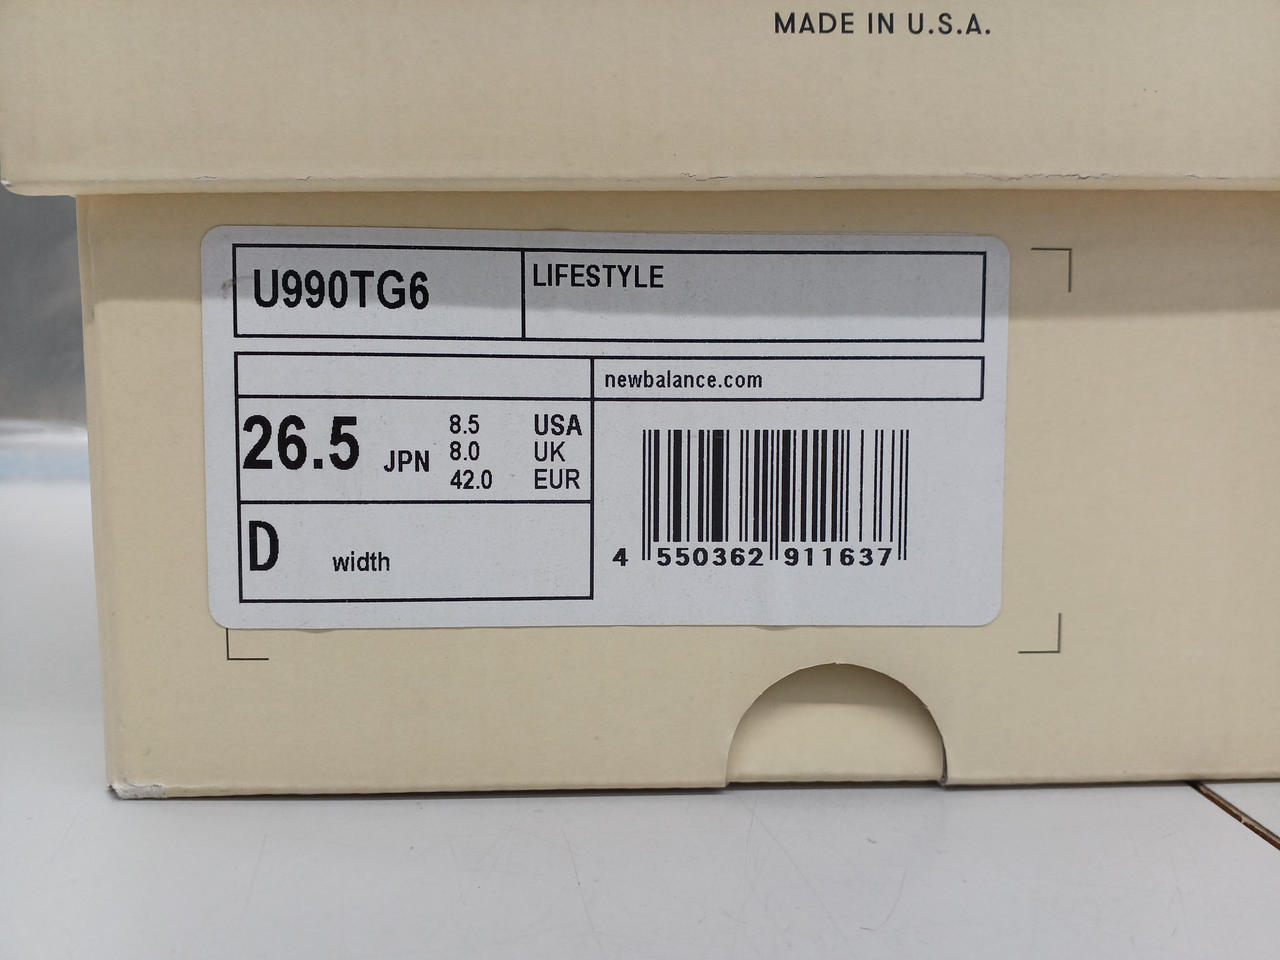 MADE IN U.S.A.
U990TG6
LIFESTYLE
newbalance.com
26.5 JPN
8.5 USA
8.0 UK
42.0 EUR
D width
4 550362 911637